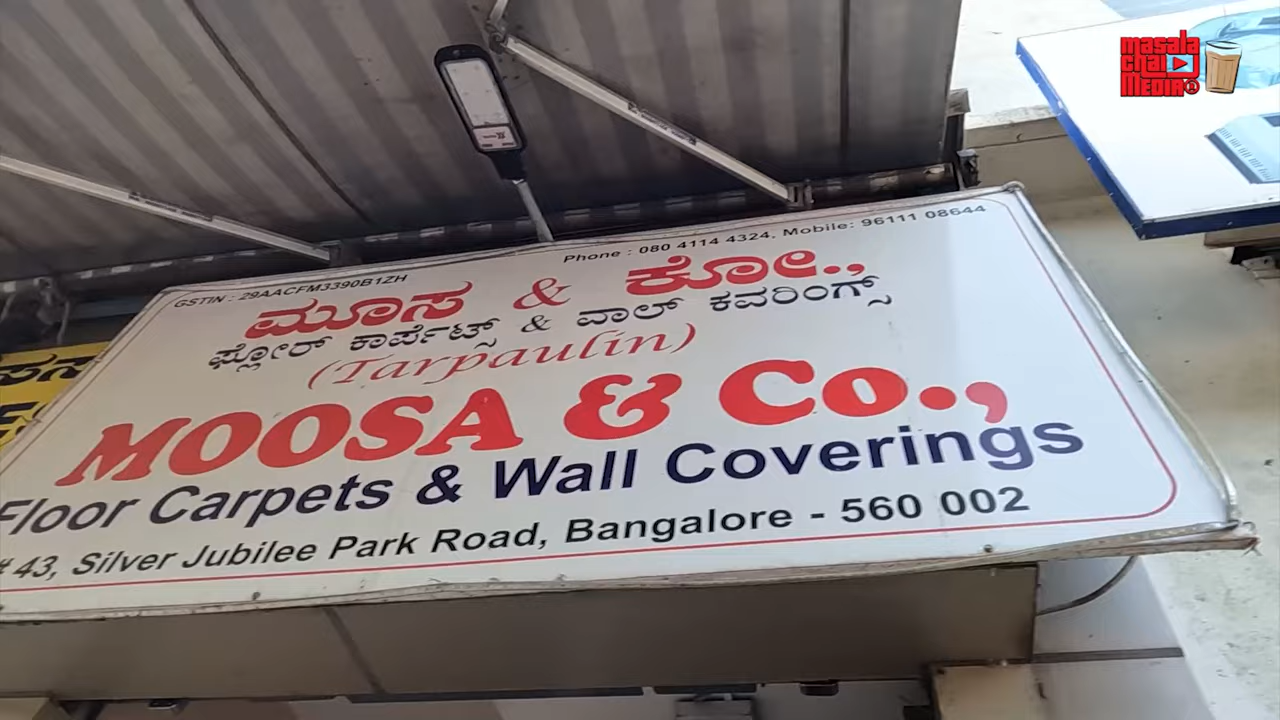 masala
chai
MEDIA
GSTIN : 29AACFM3390B1ZH
Phone : 080 4114 4324, Mobile: 96111 08644
ಮೂಸ & ಕೋ.,
ಫ್ಲೋರ್ ಕಾರ್ಪೆಟ್ಸ್ & ವಾಲ್ ಕವರಿಂಗ್ಸ್
(Tarpaulin)
MOOSA & Co.,
Floor Carpets & Wall Coverings
# 43, Silver Jubilee Park Road, Bangalore - 560 002